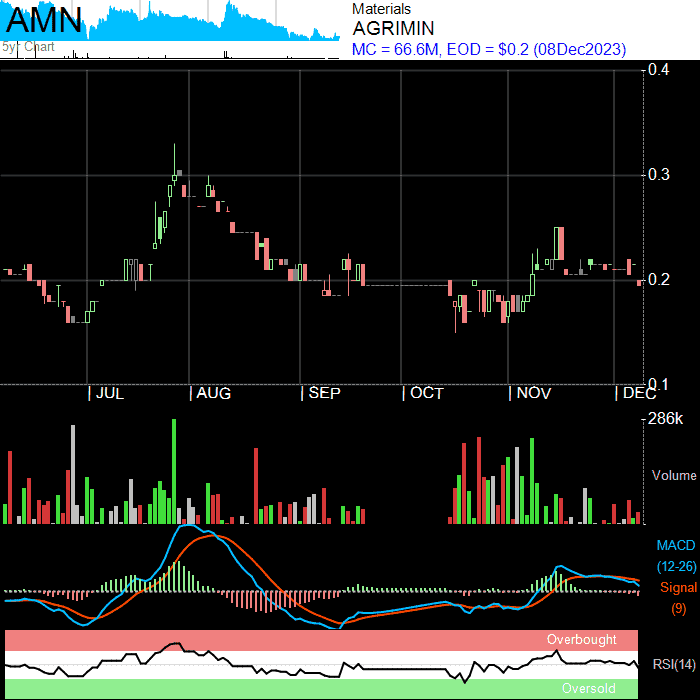 AMN
5yr Chart
Materials
AGRIMIN
MC = 66.6M, EOD = $0.2 (08Dec2023)
0.4
0.3
0.2
0.1
JUL AUG SEP OCT NOV DEC
286k
Volume
MACD
(12-26)
Signal
(9)
Overbought
RSI(14)
Oversold